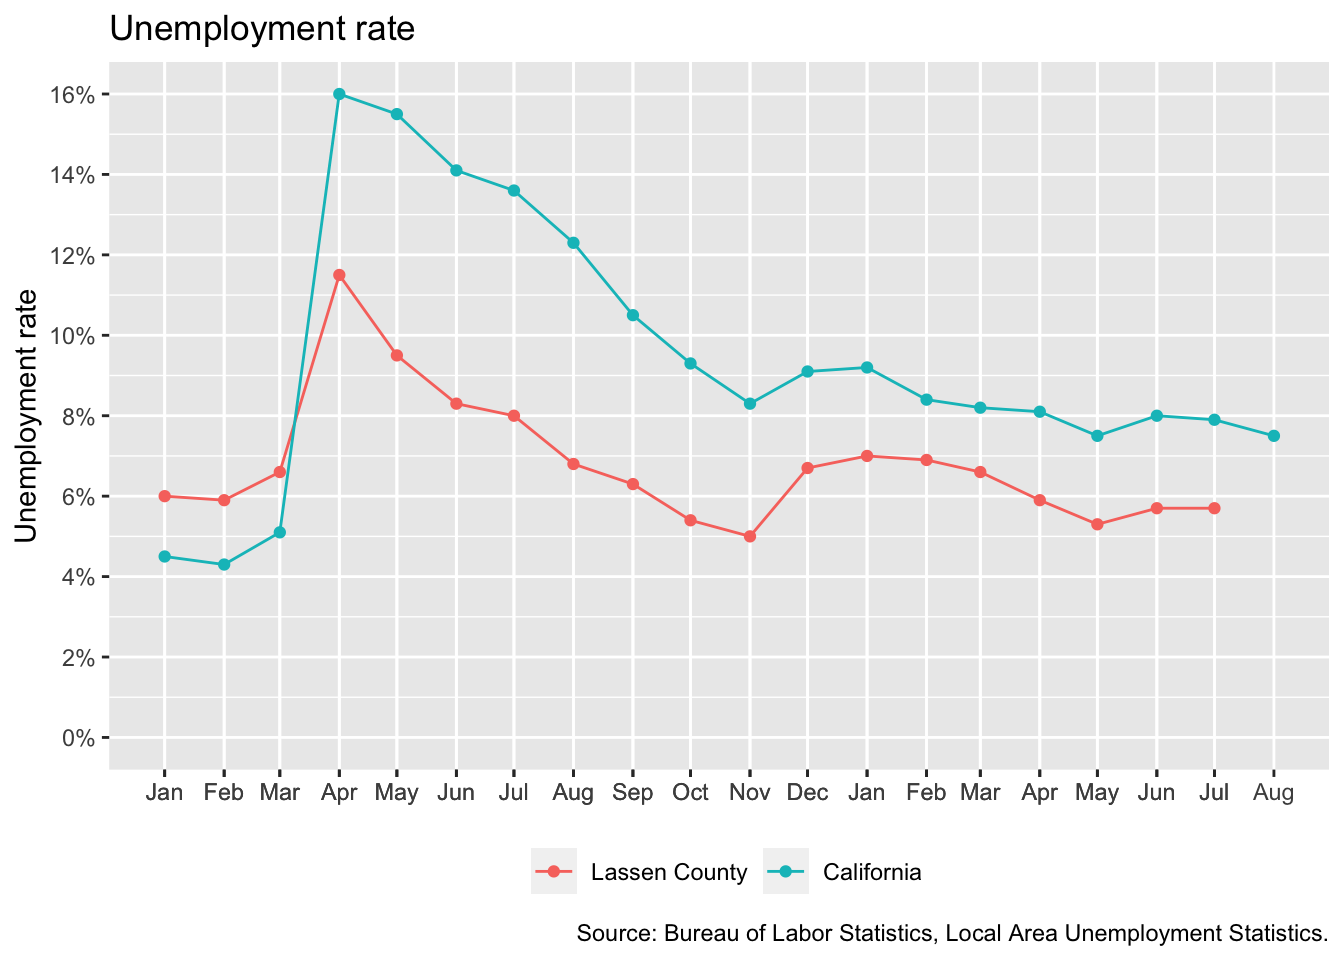 Unemployment rate
Unemployment rate
16%
14%
12%
10%
8%
6%
4%
2%
0%
Jan Feb Mar Apr May Jun Jul Aug Sep Oct Nov Dec Jan Feb Mar Apr May Jun Jul Aug
Lassen County California
Source: Bureau of Labor Statistics, Local Area Unemployment Statistics.